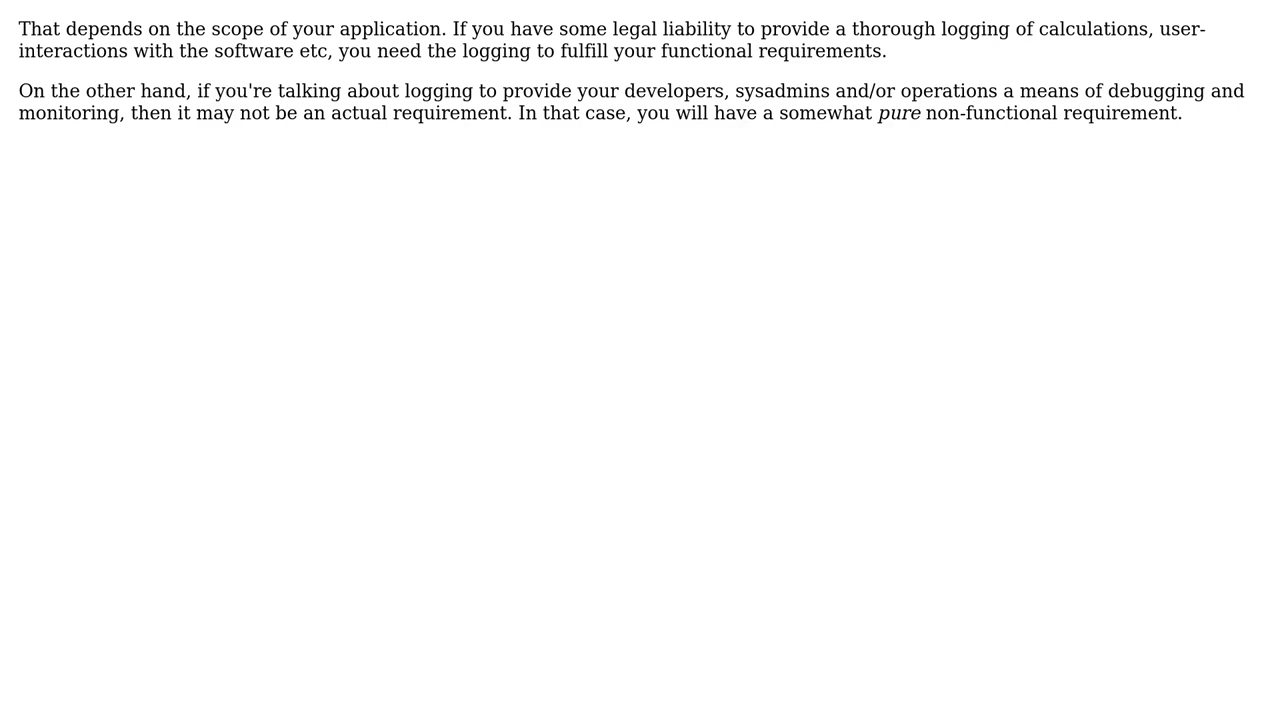 That depends on the scope of your application. If you have some legal liability to provide a thorough logging of calculations, user-
interactions with the software etc, you need the logging to fulfill your functional requirements.
On the other hand, if you're talking about logging to provide your developers, sysadmins and/or operations a means of debugging and
monitoring, then it may not be an actual requirement. In that case, you will have a somewhat pure non-functional requirement.